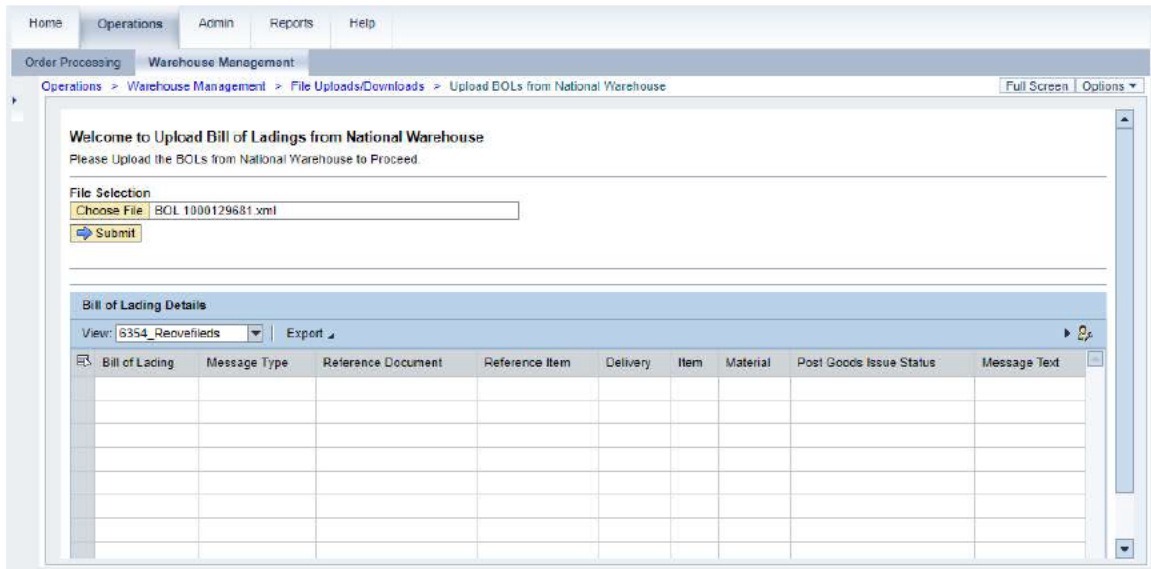 Home Operations Admin Reports Help
Order Processing Warehouse Management
Operations > Warehouse Management > File Uploads/Downloads > Upload BOLs from National Warehouse Full Screen Options
Welcome to Upload Bill of Ladings from National Warehouse
Please Upload the BOLs from National Warehouse to Proceed.
File Selection
Choose File BOL 1000129681.xml
Submit
Bill of Lading Details
View: 6354_Reovefileds Export
Bill of Lading Message Type Reference Document Reference Item Delivery Item Material Post Goods Issue Status Message Text